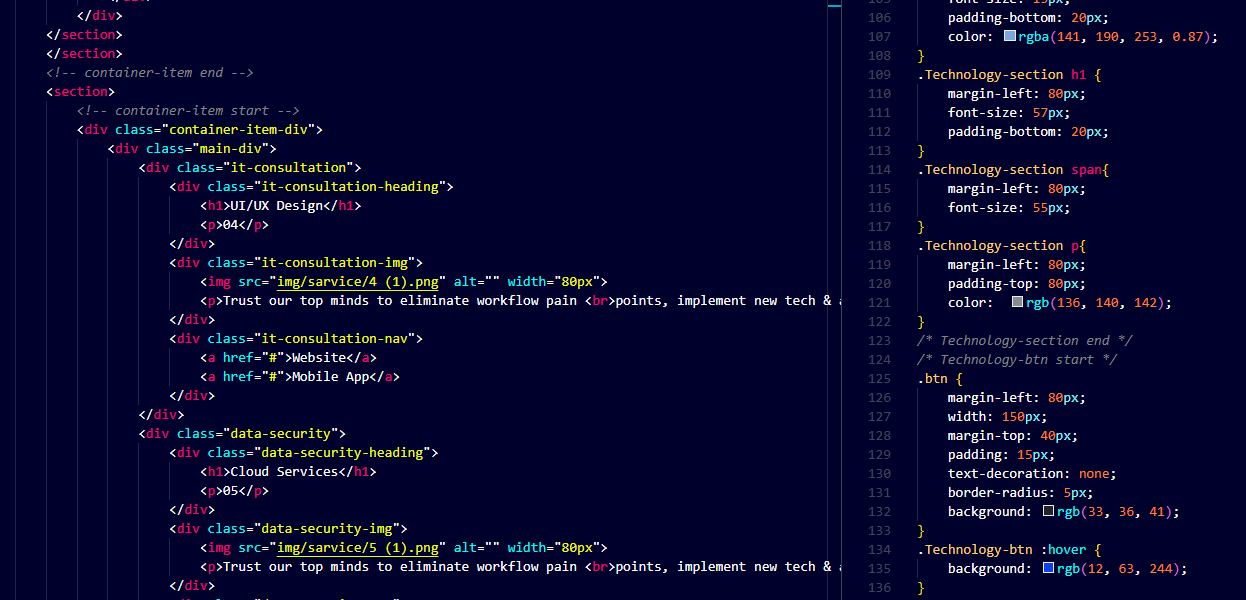 </div>
</section>
</section>
<!-- container-item end -->
<section>
<!-- container-item start -->
<div class="container-item-div">
<div class="main-div">
<div class="it-consultation">
<div class="it-consultation-heading">
<h1>UI/UX Design</h1>
<p>04</p>
</div>
<div class="it-consultation-img">
<img src="img/sarvice/4 (1).png" alt="" width="80px">
<p>Trust our top minds to eliminate workflow pain <br>points, implement new tech &
</div>
<div class="it-consultation-nav">
<a href="#">Website</a>
<a href="#">Mobile App</a>
</div>
</div>
<div class="data-security">
<div class="data-security-heading">
<h1>Cloud Services</h1>
<p>05</p>
</div>
<div class="data-security-img">
<img src="img/sarvice/5 (1).png" alt="" width="80px">
<p>Trust our top minds to eliminate workflow pain <br>points, implement new tech &
</div>
106 padding-bottom: 20px;
107 color: rgba(141, 190, 253, 0.87);
108 }
109 .Technology-section h1 {
110 margin-left: 80px;
111 font-size: 57px;
112 padding-bottom: 20px;
113 }
114 .Technology-section span{
115 margin-left: 80px;
116 font-size: 55px;
117 }
118 .Technology-section p{
119 margin-left: 80px;
120 padding-top: 80px;
121 color: rgb(136, 140, 142);
122 }
123 /* Technology-section end */
124 /* Technology-btn start */
125 .btn {
126 margin-left: 80px;
127 width: 150px;
128 margin-top: 40px;
129 padding: 15px;
130 text-decoration: none;
131 border-radius: 5px;
132 background: rgb(33, 36, 41);
133 }
134 .Technology-btn :hover {
135 background: rgb(12, 63, 244);
136 }